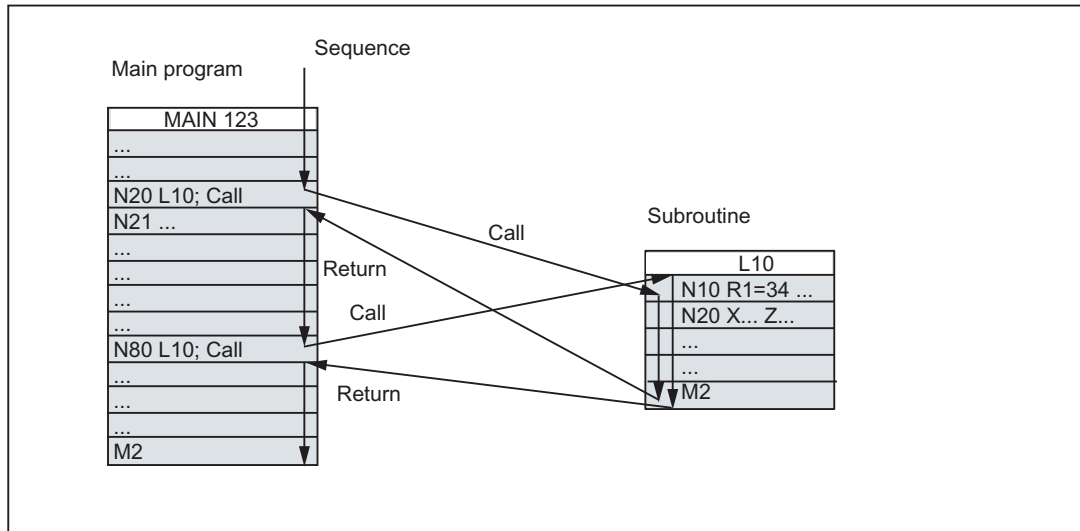 Sequence
Main program
MAIN 123
...
...
N20 L10; Call
N21 ...
...
...
...
...
N80 L10; Call
...
...
...
M2
Call
Return
Call
Return
Subroutine
L10
N10 R1=34 ...
N20 X... Z...
...
...
M2